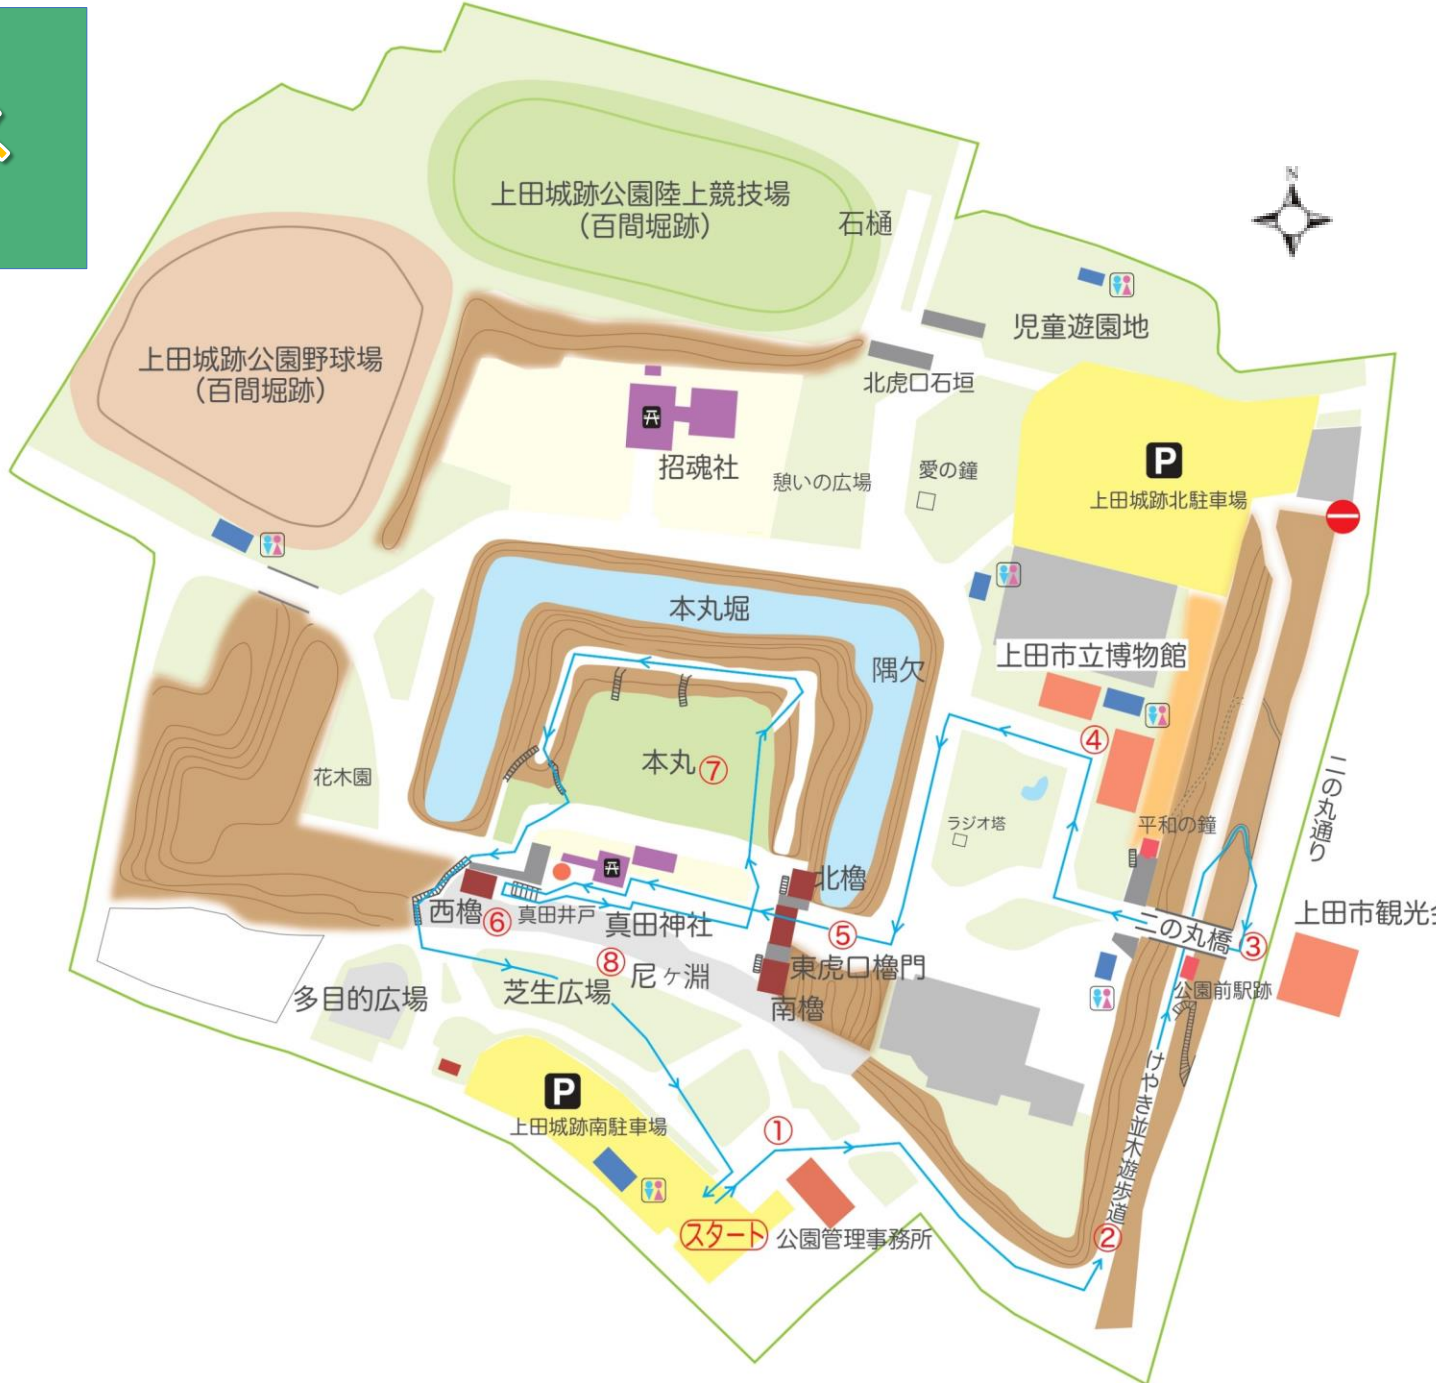 N
上田城跡公園陸上競技場
（百間堀跡）
石樋
児童遊園地
上田城跡公園野球場
（百間堀跡）
北虎口石垣
招魂社
憩いの広場
愛の鐘
P
上田城跡北駐車場
本丸堀
隅欠
上田市立博物館
④
本丸⑦
花木園
ラジオ塔
平和の鐘
二の丸通り
北櫓
西櫓⑥
真田井戸
真田神社
⑤
二の丸橋
③
上田市観光会
⑧
尼ヶ淵
東虎口櫓門
南櫓
公園前駅跡
多目的広場
芝生広場
けやき並木遊歩道
P
上田城跡南駐車場
①
②
スタート
公園管理事務所